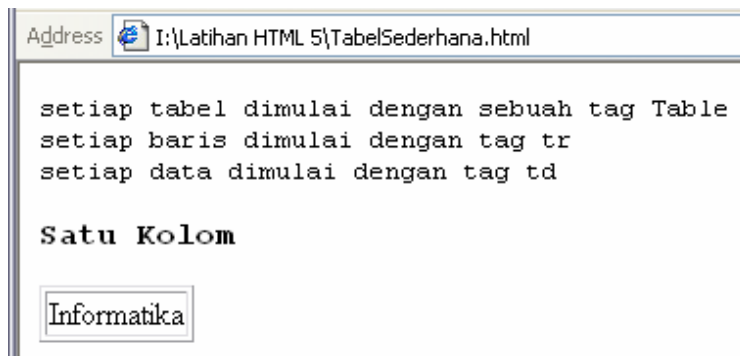 Address I:\Latihan HTML 5\TabelSederhana.html
setiap tabel dimulai dengan sebuah tag Table
setiap baris dimulai dengan tag tr
setiap data dimulai dengan tag td
Satu Kolom
Informatika